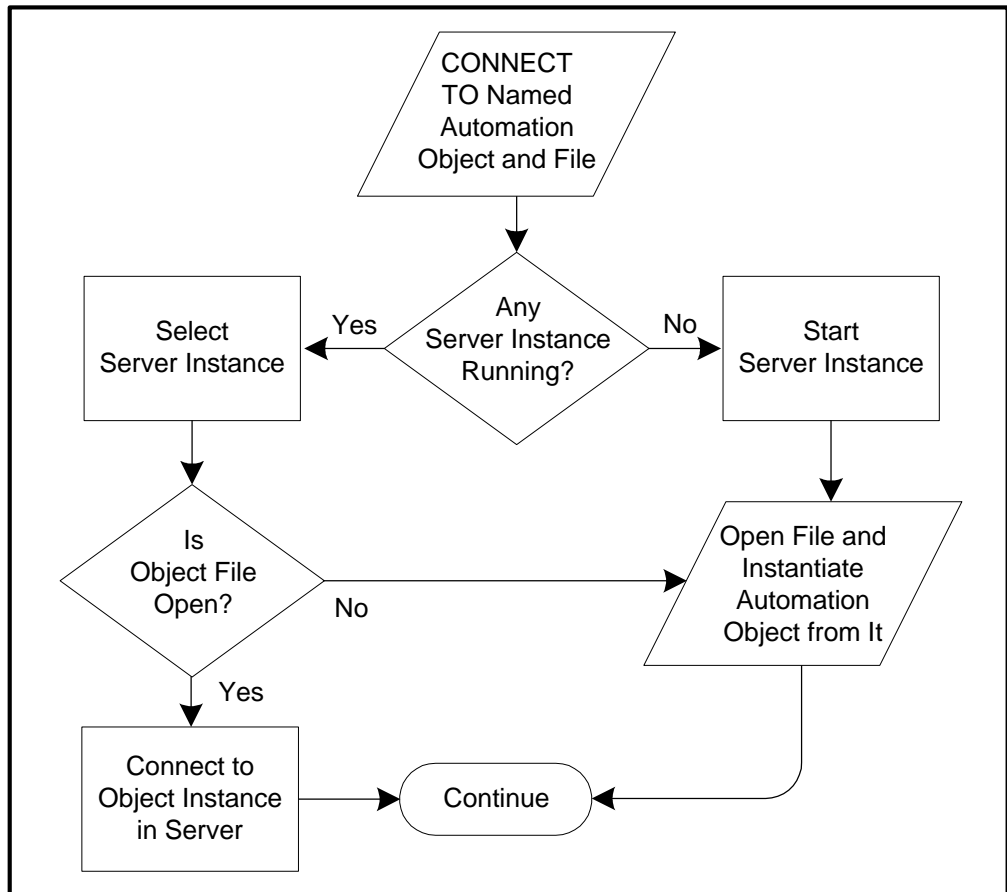 CONNECT
TO Named
Automation
Object and File
Any
Server Instance
Running?
Yes
No
Select
Server Instance
Start
Server Instance
Is
Object File
Open?
No
Yes
Open File and
Instantiate
Automation
Object from It
Connect to
Object Instance
in Server
Continue